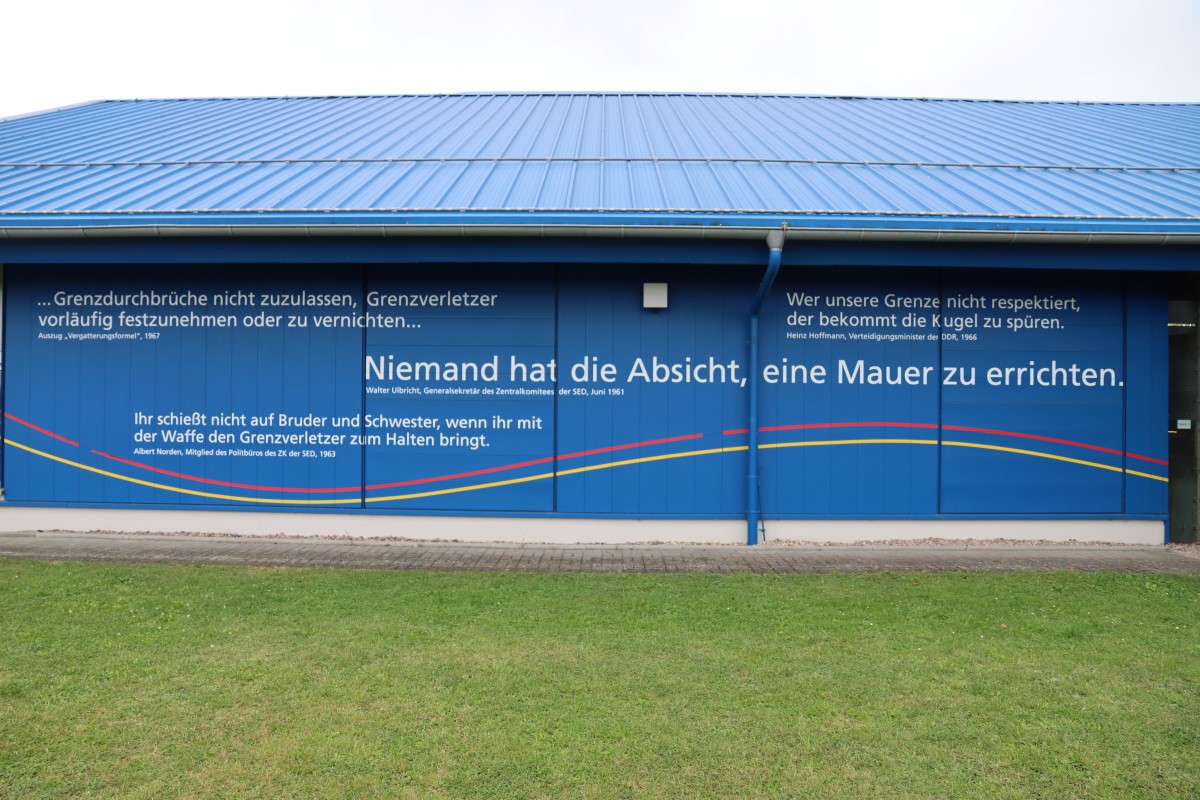 ...Grenzdurchbrüche nicht zuzulassen, Grenzverletzer
vorläufig festzunehmen oder zu vernichten...
Auszug „Vergatterungsformel", 1967
Wer unsere Grenze nicht respektiert,
der bekommt die Kugel zu spüren.
Heinz Hoffmann, Verteidigungsminister der DDR, 1966
Niemand hat die Absicht, eine Mauer zu errichten.
Walter Ulbricht, Generalsekretär des Zentralkomitees der SED, Juni 1961
Ihr schießt nicht auf Bruder und Schwester, wenn ihr mit
der Waffe den Grenzverletzer zum Halten bringt.
Albert Norden, Mitglied des Politbüros des ZK der SED, 1963